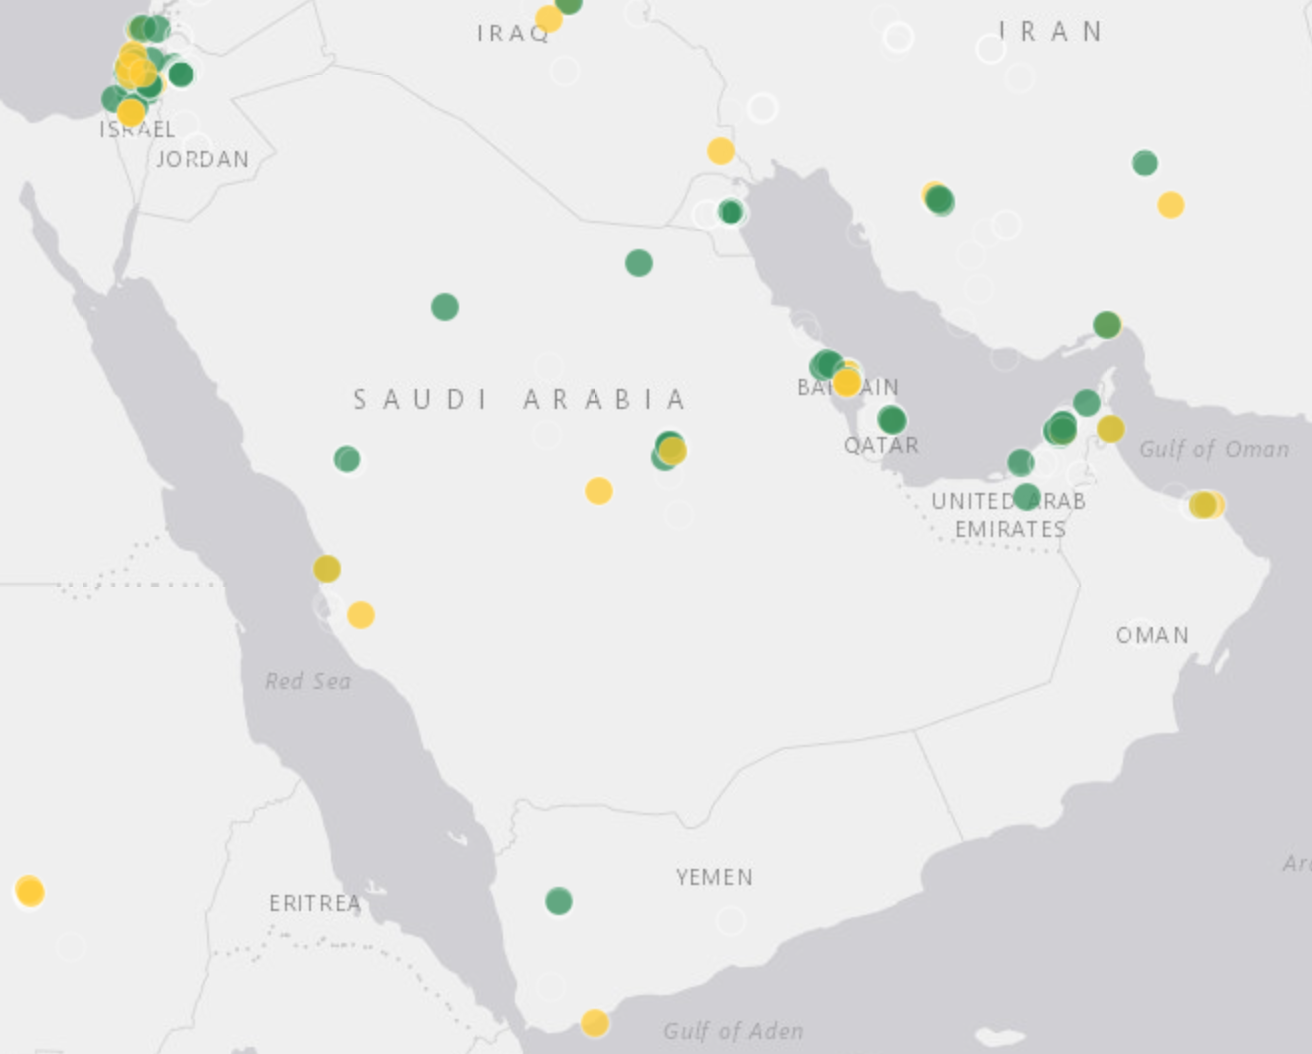 IRAQ
IRAN
ISRAEL
JORDAN
SAUDI ARABIA
BAHRAIN
QATAR
Gulf of Oman
UNITED ARAB
EMIRATES
OMAN
Red Sea
YEMEN
Ar
ERITREA
Gulf of Aden